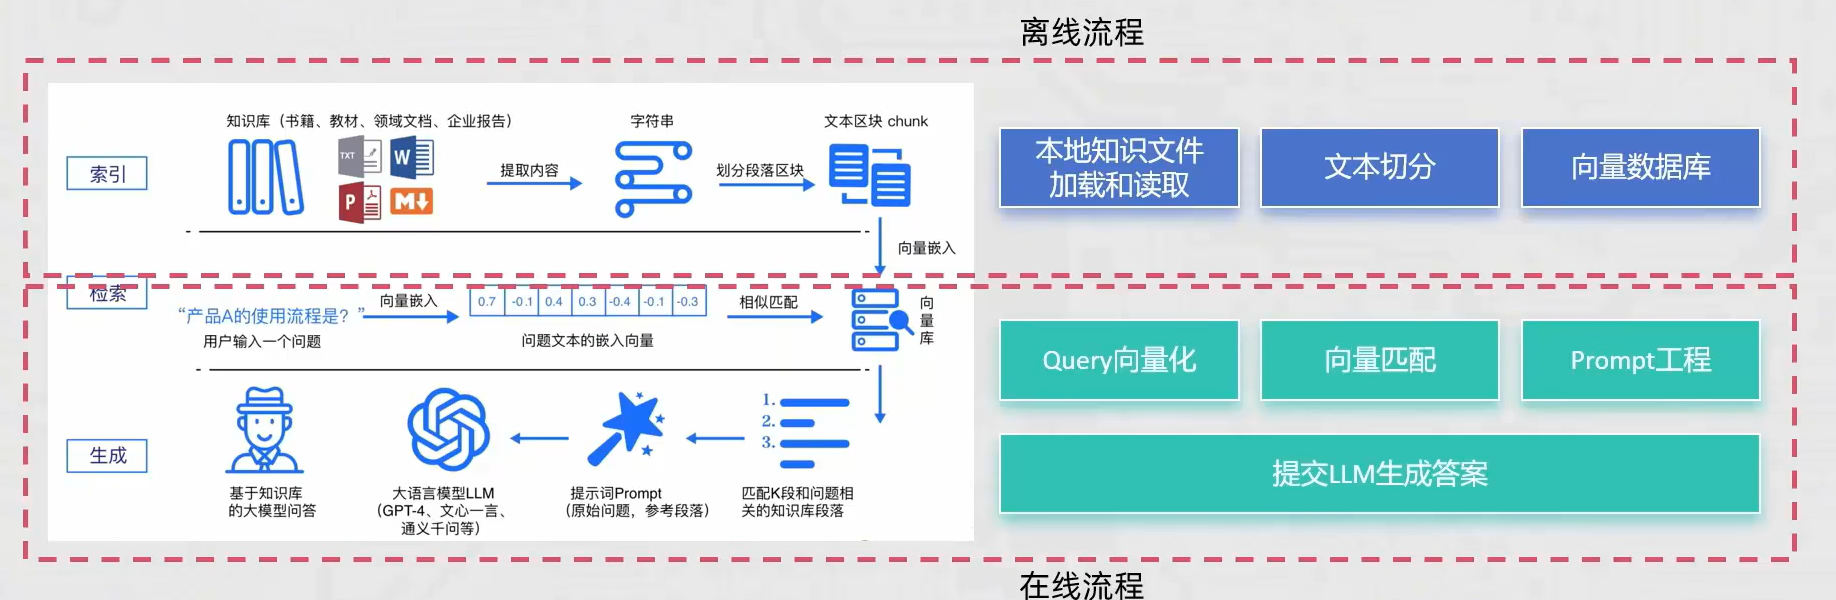 离线流程
知识库（书籍、教材、领域文档、企业报告）
字符串
文本区块 chunk
索引
TXT
W
P
M
提取内容
划分段落区块
向量嵌入
本地知识文件
加载和读取
文本切分
向量数据库
检索
“产品A的使用流程是？”
用户输入一个问题
向量嵌入
0.7 -0.1 0.4 0.3 -0.4 -0.1 -0.3
问题文本的嵌入向量
相似匹配
向
量
库
Query向量化
向量匹配
Prompt工程
生成
1.
2.
3.
基于知识库
的大模型问答
大语言模型LLM
（GPT-4、文心一言、
通义千问等）
提示词Prompt
（原始问题，参考段落）
匹配K段和问题相
关的知识库段落
提交LLM生成答案
在线流程